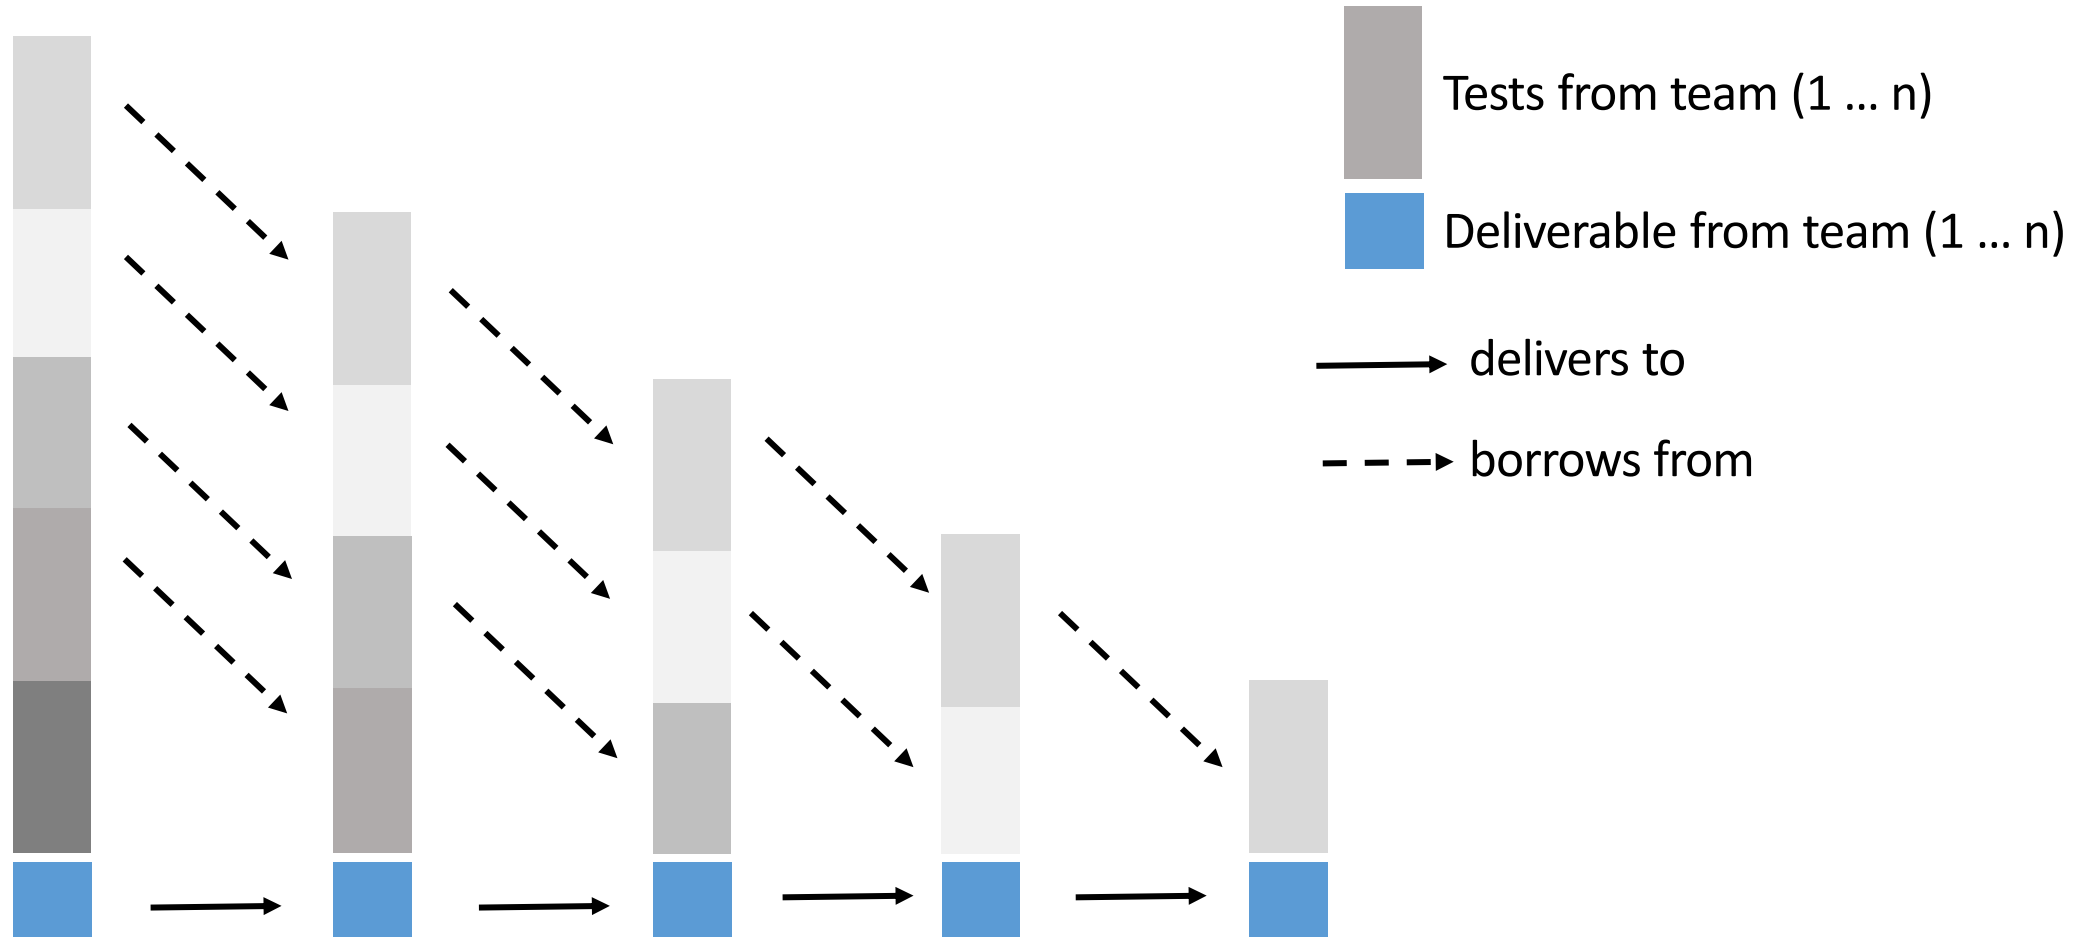 Tests from team (1 ... n)
Deliverable from team (1 ... n)
delivers to
borrows from